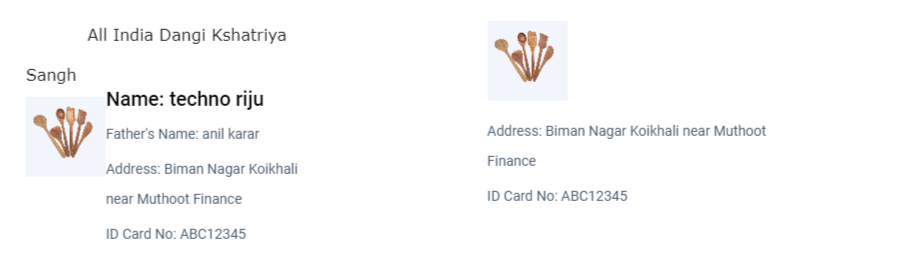 All India Dangi Kshatriya
Sangh
Name: techno riju
Father's Name: anil karar
Address: Biman Nagar Koikhali
near Muthoot Finance
ID Card No: ABC12345
Address: Biman Nagar Koikhali near Muthoot
Finance
ID Card No: ABC12345